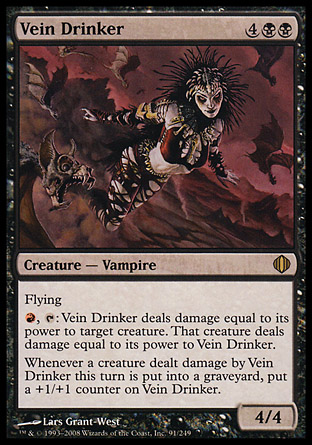 Vein Drinker 4
Creature — Vampire
Flying
, : Vein Drinker deals damage equal to its
power to target creature. That creature deals
damage equal to its power to Vein Drinker.
Whenever a creature dealt damage by Vein
Drinker this turn is put into a graveyard, put
a +1/+1 counter on Vein Drinker.
Lars Grant-West
4/4
™ & © 1993–2008 Wizards of the Coast, Inc. 91/249